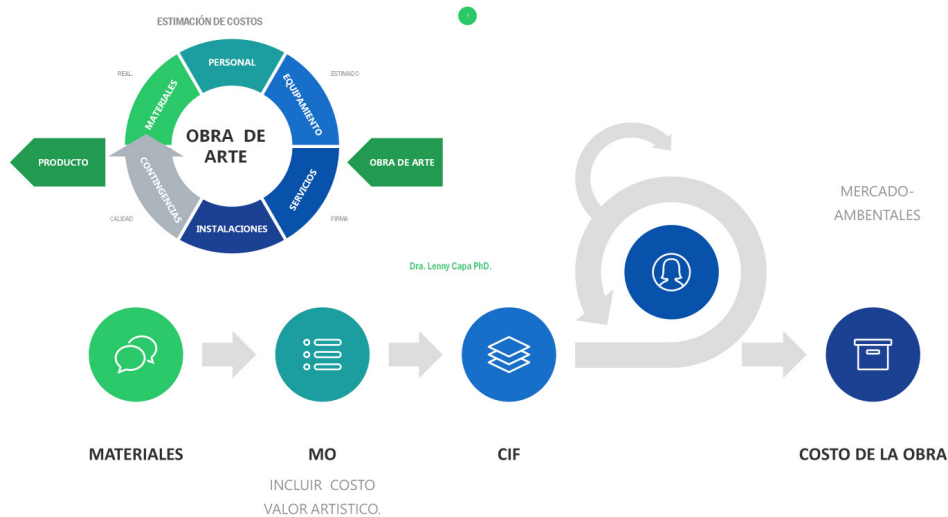 ESTIMACIÓN DE COSTOS
1
PERSONAL
REAL.
ESTIMADO
MATERIALES
EQUIPAMIENTO
OBRA DE
ARTE
PRODUCTO
OBRA DE ARTE
CONTINGENCIAS
SERVICIOS
CALIDAD
FIRMA
INSTALACIONES
MERCADO-
AMBENTALES
Dra. Lenny Capa PhD.
MATERIALES
MO
CIF
COSTO DE LA OBRA
INCLUIR COSTO
VALOR ARTISTICO.